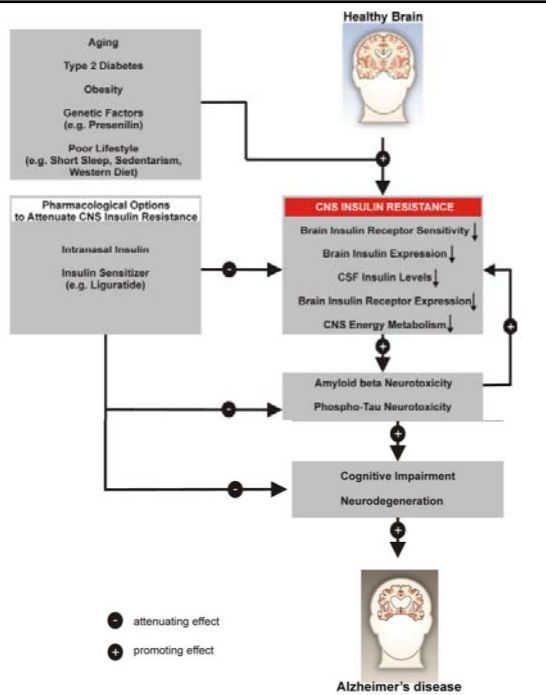 Healthy Brain
Aging
Type 2 Diabetes
Obesity
Genetic Factors
(e.g. Presenilin)
Poor Lifestyle
(e.g. Short Sleep, Sedentarism,
Western Diet)
Pharmacological Options
to Attenuate CNS Insulin Resistance
Intranasal Insulin
Insulin Sensitizer
(e.g. Liguratide)
CNS INSULIN RESISTANCE
Brain Insulin Receptor Sensitivity ↓
Brain Insulin Expression ↓
CSF Insulin Levels ↓
Brain Insulin Receptor Expression ↓
CNS Energy Metabolism ↓
Amyloid beta Neurotoxicity
Phospho-Tau Neurotoxicity
Cognitive Impairment
Neurodegeneration
- attenuating effect
+ promoting effect
Alzheimer's disease